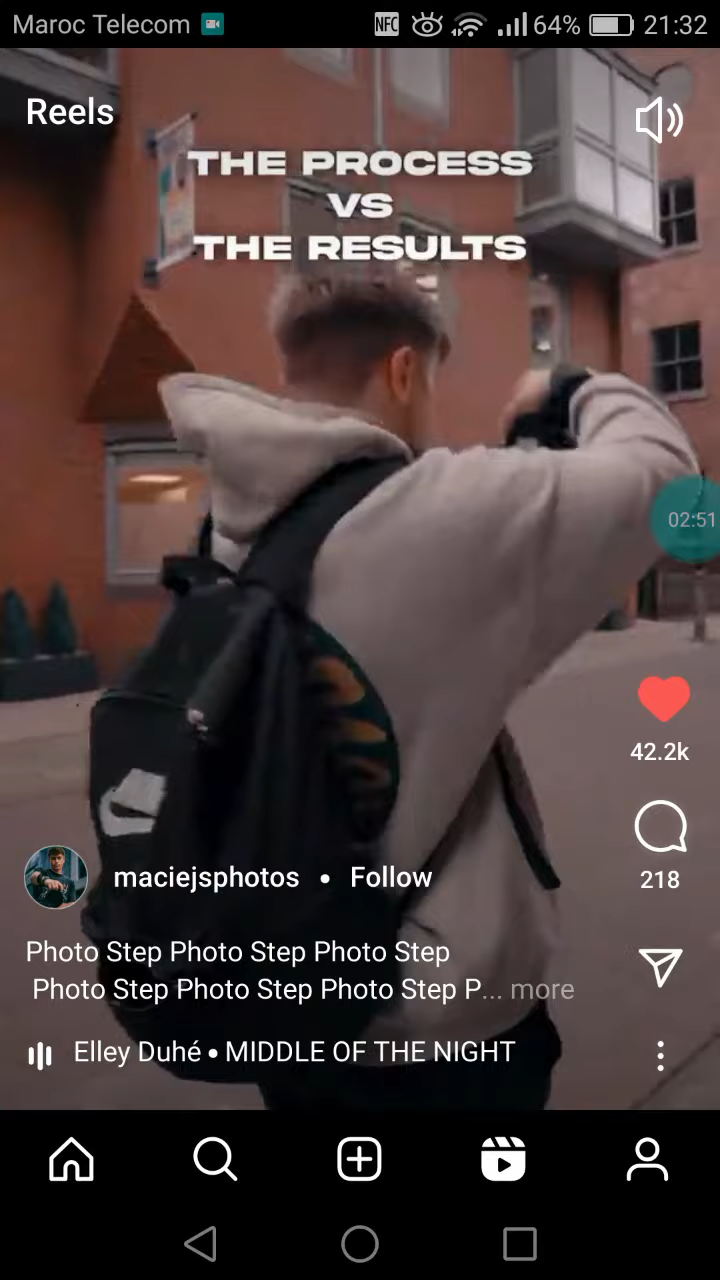 Maroc Telecom
NFC 64% 21:32
Reels
THE PROCESS
VS
THE RESULTS
02:51
42.2k
218
maciejsphotos • Follow
Photo Step Photo Step Photo Step
Photo Step Photo Step Photo Step P... more
Elley Duhé • MIDDLE OF THE NIGHT